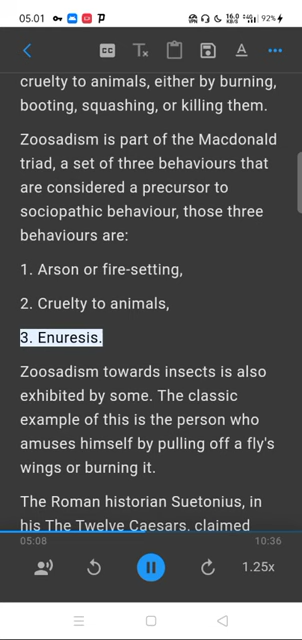 05.01
16.0
KB/S
92%
CC
cruelty to animals, either by burning,
booting, squashing, or killing them.
Zoosadism is part of the Macdonald
triad, a set of three behaviours that
are considered a precursor to
sociopathic behaviour, those three
behaviours are:
1. Arson or fire-setting,
2. Cruelty to animals,
3. Enuresis.
Zoosadism towards insects is also
exhibited by some. The classic
example of this is the person who
amuses himself by pulling off a fly's
wings or burning it.
The Roman historian Suetonius, in
his The Twelve Caesars, claimed
05:08
10:36
1.25x